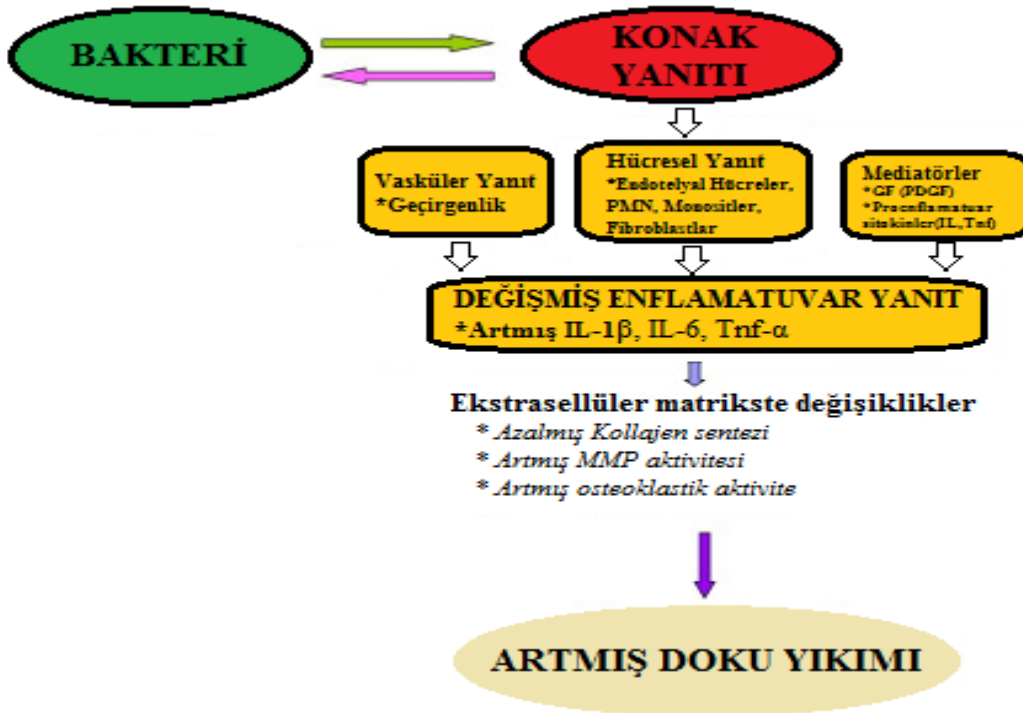 BAKTERİ
KONAK
YANITI
Vasküler Yanıt
*Geçirgenlik
Hücresel Yanıt
*Endotelyal Hücreler,
PMN, Monositler,
Fibroblastlar
Mediatörler
*GF (PDGF)
*Proenflamatuar
sitokinler(IL,Tnf)
DEĞİŞMİŞ ENFLAMATUVAR YANIT
*Artmış IL-1β, IL-6, Tnf-α
Ekstrasellüler matrikste değişiklikler
* Azalmış Kollajen sentezi
* Artmış MMP aktivitesi
* Artmış osteoklastik aktivite
ARTMIŞ DOKU YIKIMI